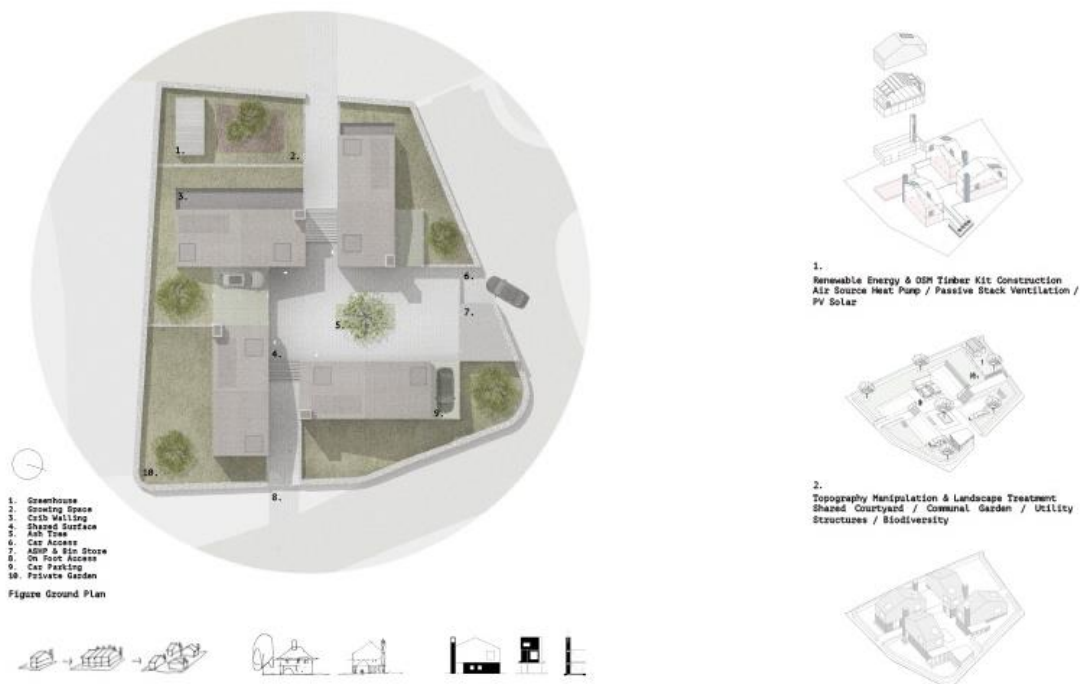 1.
2.
3.
4.
5.
6.
7.
8.
9.
10.
1. Greenhouse
2. Growing Space
3. Crib Walling
4. Shared Surface
5. Ash Tree
6. Car Access
7. ASHP & Bin Store
8. On Foot Access
9. Car Parking
10. Private Garden
Figure Ground Plan
1.
Renewable Energy & OSM Timber Kit Construction
Air Source Heat Pump / Passive Stack Ventilation /
PV Solar
2.
Topography Manipulation & Landscape Treatment
Shared Courtyard / Communal Garden / Utility
Structures / Biodiversity